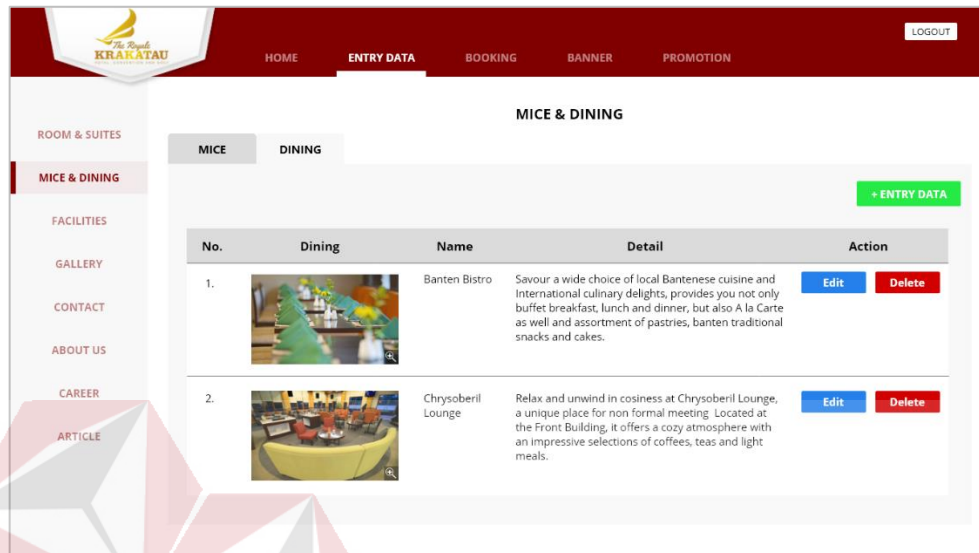 The Royale
KRAKATAU
LOGOUT
HOME ENTRY DATA BOOKING BANNER PROMOTION
MICE & DINING
ROOM & SUITES
MICE & DINING
FACILITIES
GALLERY
CONTACT
ABOUT US
CAREER
ARTICLE
MICE DINING
+ ENTRY DATA
No. Dining Name Detail Action
1. Banten Bistro Savour a wide choice of local Bantenese cuisine and Edit Delete
International culinary delights, provides you not only
buffet breakfast, lunch and dinner, but also A la Carte
as well and assortment of pastries, banten traditional
snacks and cakes.
2. Chrysoberil Relax and unwind in cosiness at Chrysoberil Lounge, Edit Delete
Lounge a unique place for non formal meeting Located at
the Front Building, it offers a cozy atmosphere with
an impressive selections of coffees, teas and light
meals.